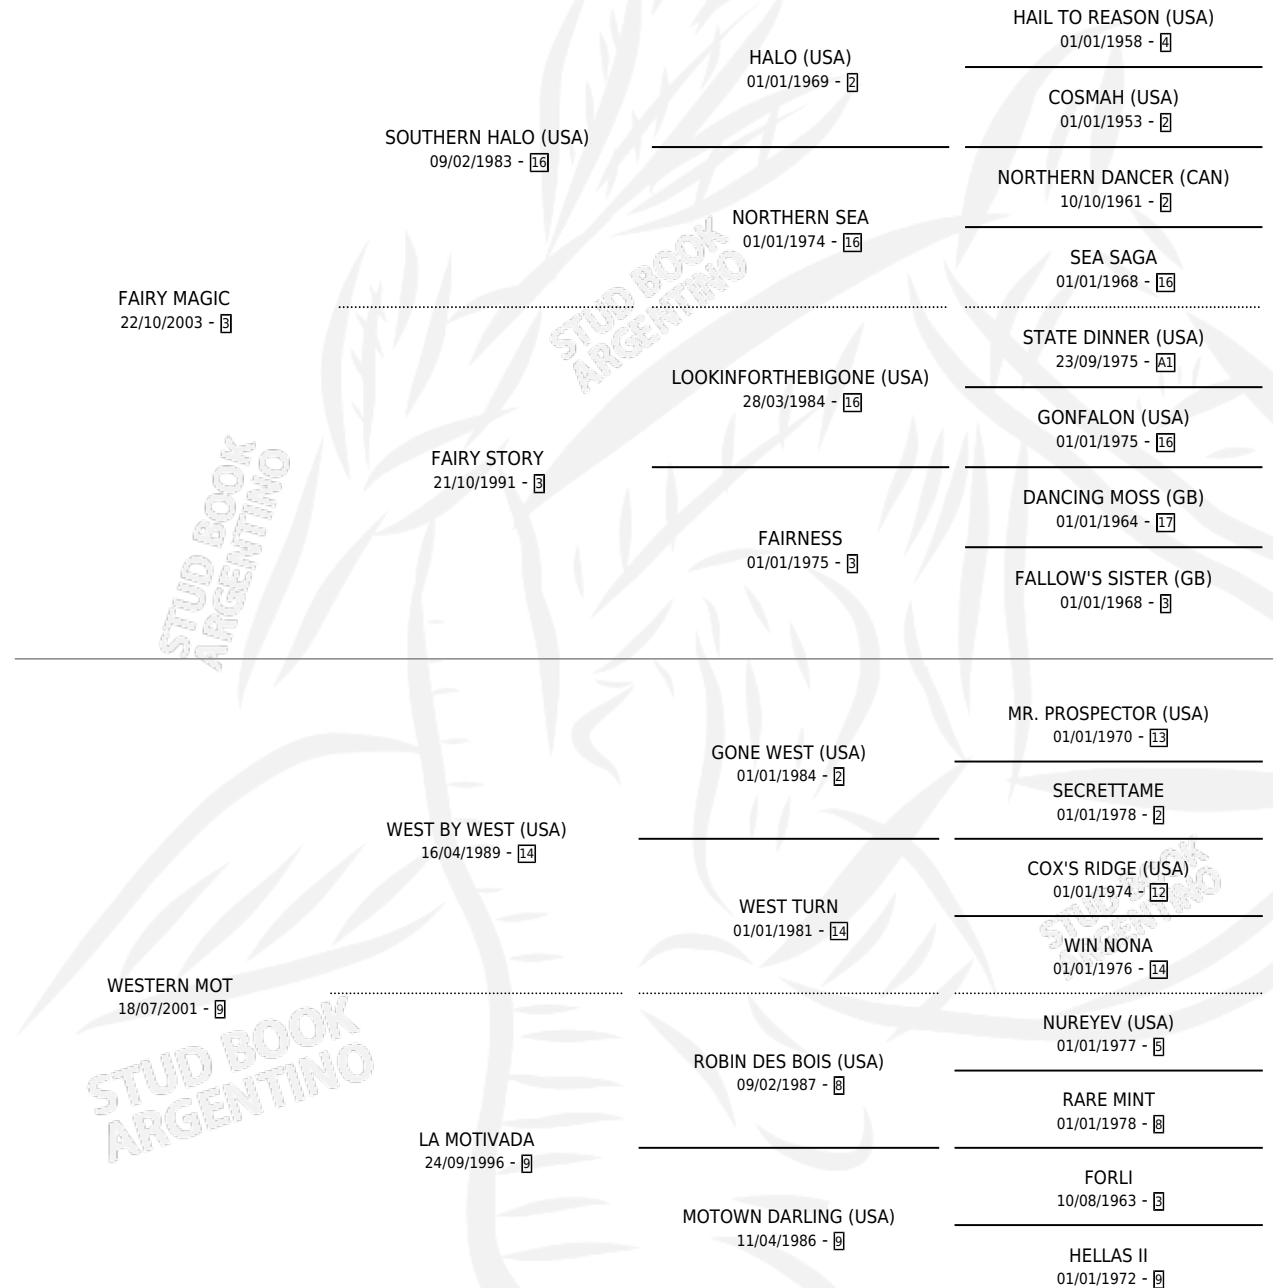 HAIL TO REASON (USA)
01/01/1958 - 4
HALO (USA)
01/01/1969 - 2
COSMAH (USA)
01/01/1953 - 2
SOUTHERN HALO (USA)
09/02/1983 - 16
NORTHERN DANCER (CAN)
10/10/1961 - 2
NORTHERN SEA
01/01/1974 - 16
SEA SAGA
01/01/1968 - 16
FAIRY MAGIC
22/10/2003 - 3
STUD BOOK
ARGENTINO
STATE DINNER (USA)
23/09/1975 - A1
LOOKINFORTHEBIGONE (USA)
28/03/1984 - 16
GONFALON (USA)
01/01/1975 - 16
FAIRY STORY
21/10/1991 - 3
DANCING MOSS (GB)
01/01/1964 - 17
FAIRNESS
01/01/1975 - 3
FALLOW'S SISTER (GB)
01/01/1968 - 3
STUD BOOK
ARGENTINO
MR. PROSPECTOR (USA)
01/01/1970 - 13
GONE WEST (USA)
01/01/1984 - 2
SECRETTAME
01/01/1978 - 2
WEST BY WEST (USA)
16/04/1989 - 14
COX'S RIDGE (USA)
01/01/1974 - 12
WEST TURN
01/01/1981 - 14
WIN NONA
01/01/1976 - 14
STUD BOOK
ARGENTINO
WESTERN MOT
18/07/2001 - 9
NUREYEV (USA)
01/01/1977 - 5
ROBIN DES BOIS (USA)
09/02/1987 - 8
RARE MINT
01/01/1978 - 8
STUD BOOK
ARGENTINO
LA MOTIVADA
24/09/1996 - 9
FORLI
10/08/1963 - 3
MOTOWN DARLING (USA)
11/04/1986 - 9
HELLAS II
01/01/1972 - 9